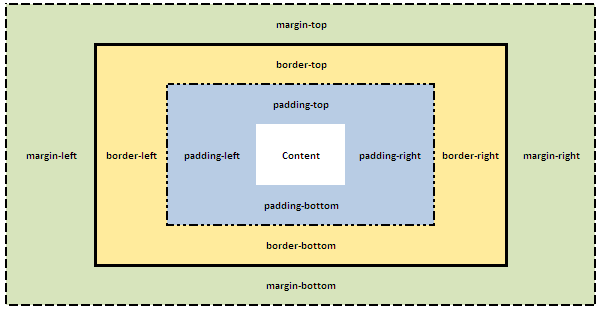 margin-top
border-top
padding-top
margin-left border-left padding-left Content padding-right border-right margin-right
padding-bottom
border-bottom
margin-bottom